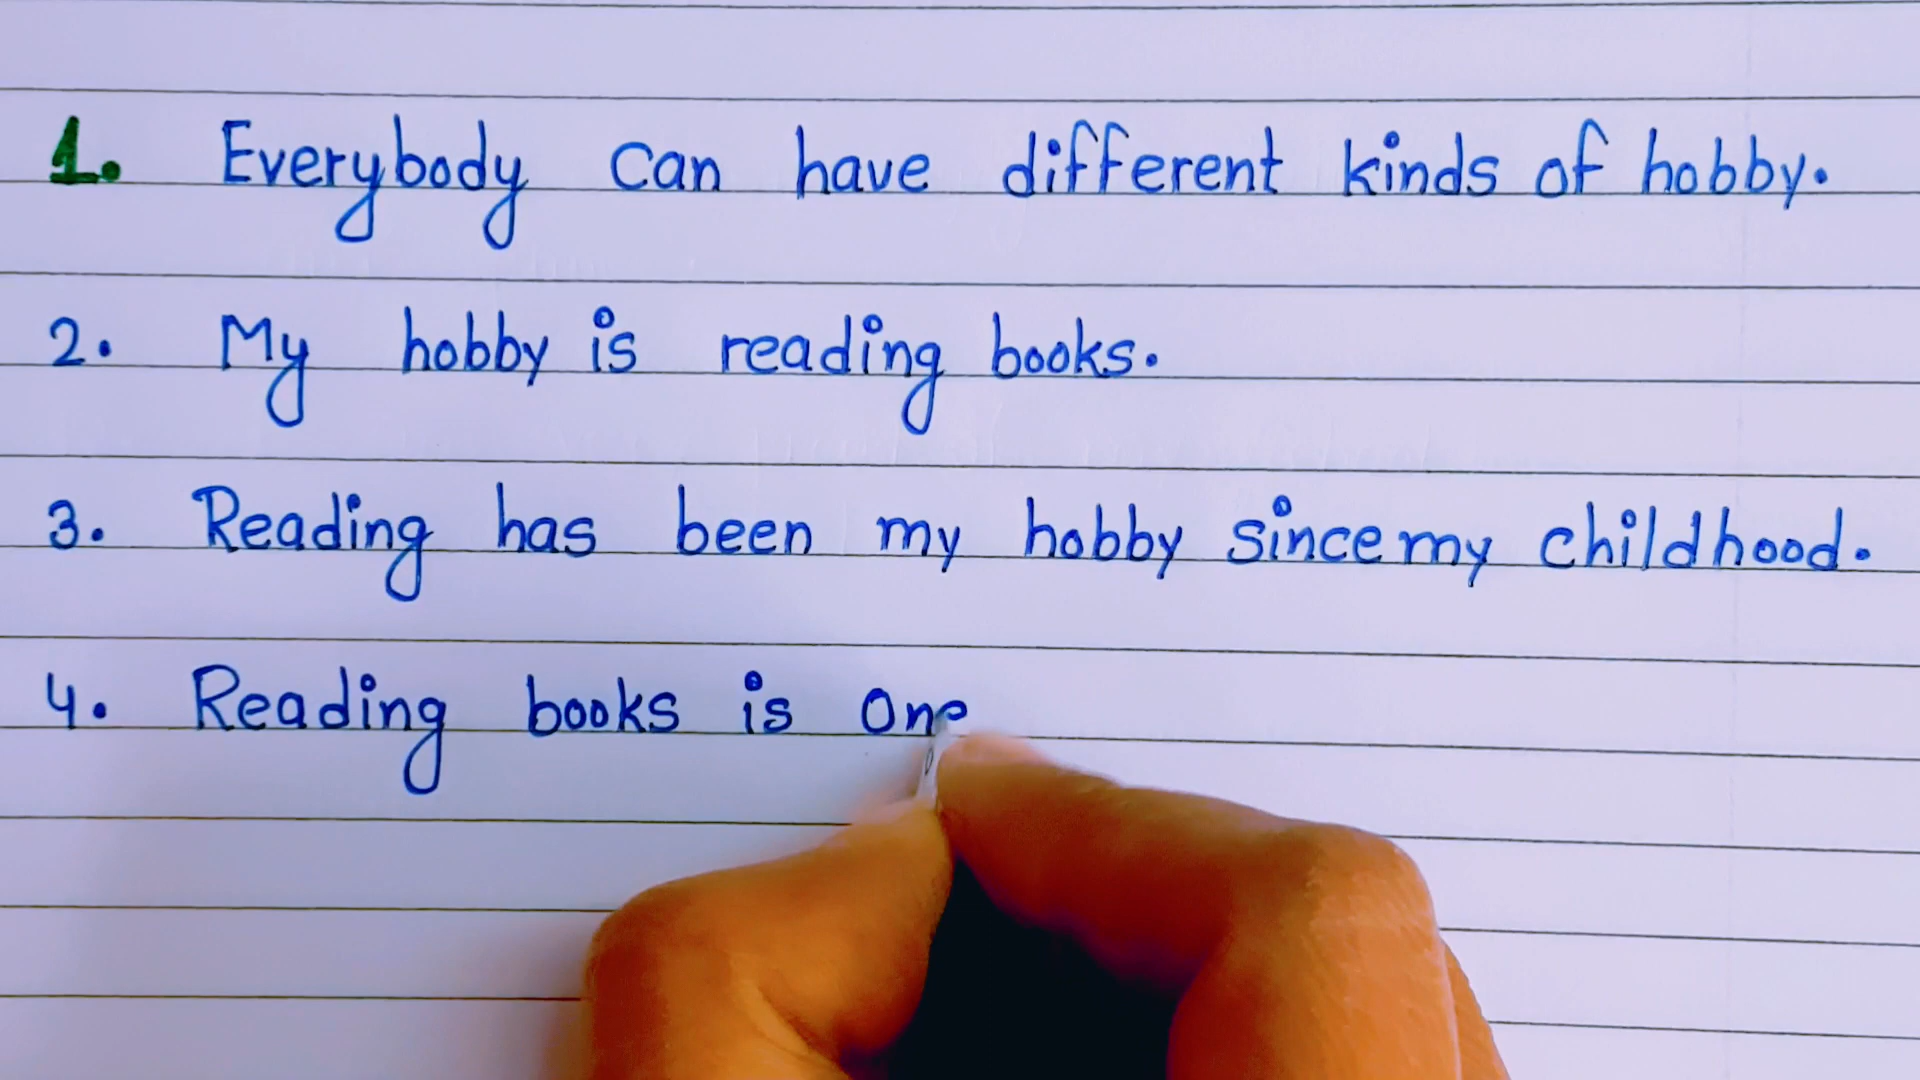 1. Everybody can have different kinds of hobby.
2. My hobby is reading books.
3. Reading has been my hobby since my childhood.
4. Reading books is one